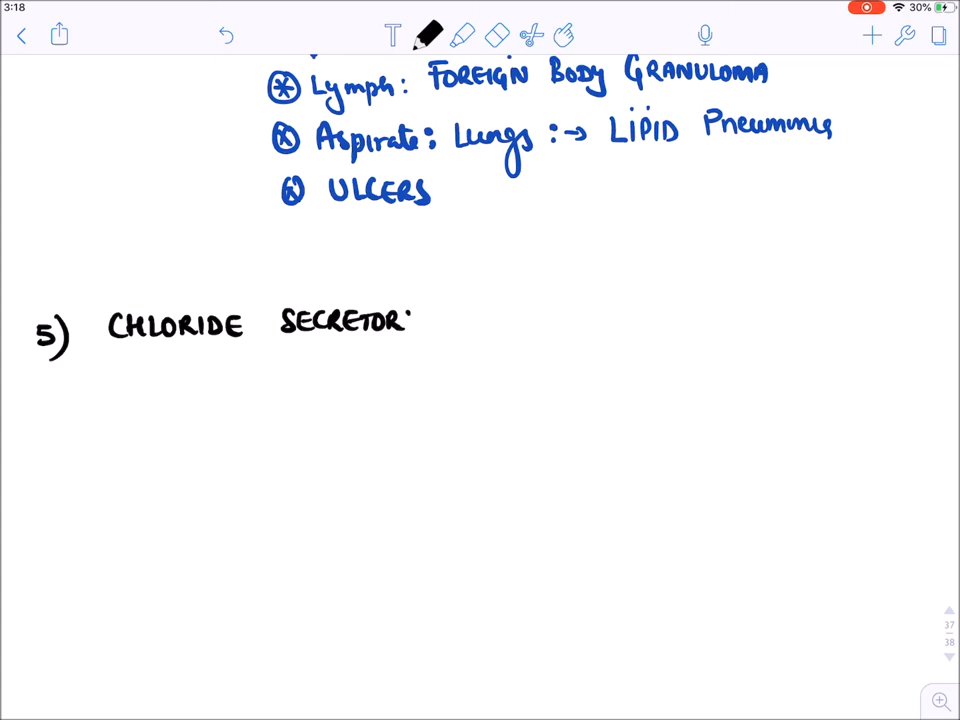 3:18
30%
T
⊛ Lymph: FOREIGN BODY GRANULOMA
⊛ Aspirate: Lungs :→ LIPID Pneumonia
⊛ ULCERS
5) CHLORIDE SECRETOR
37
38